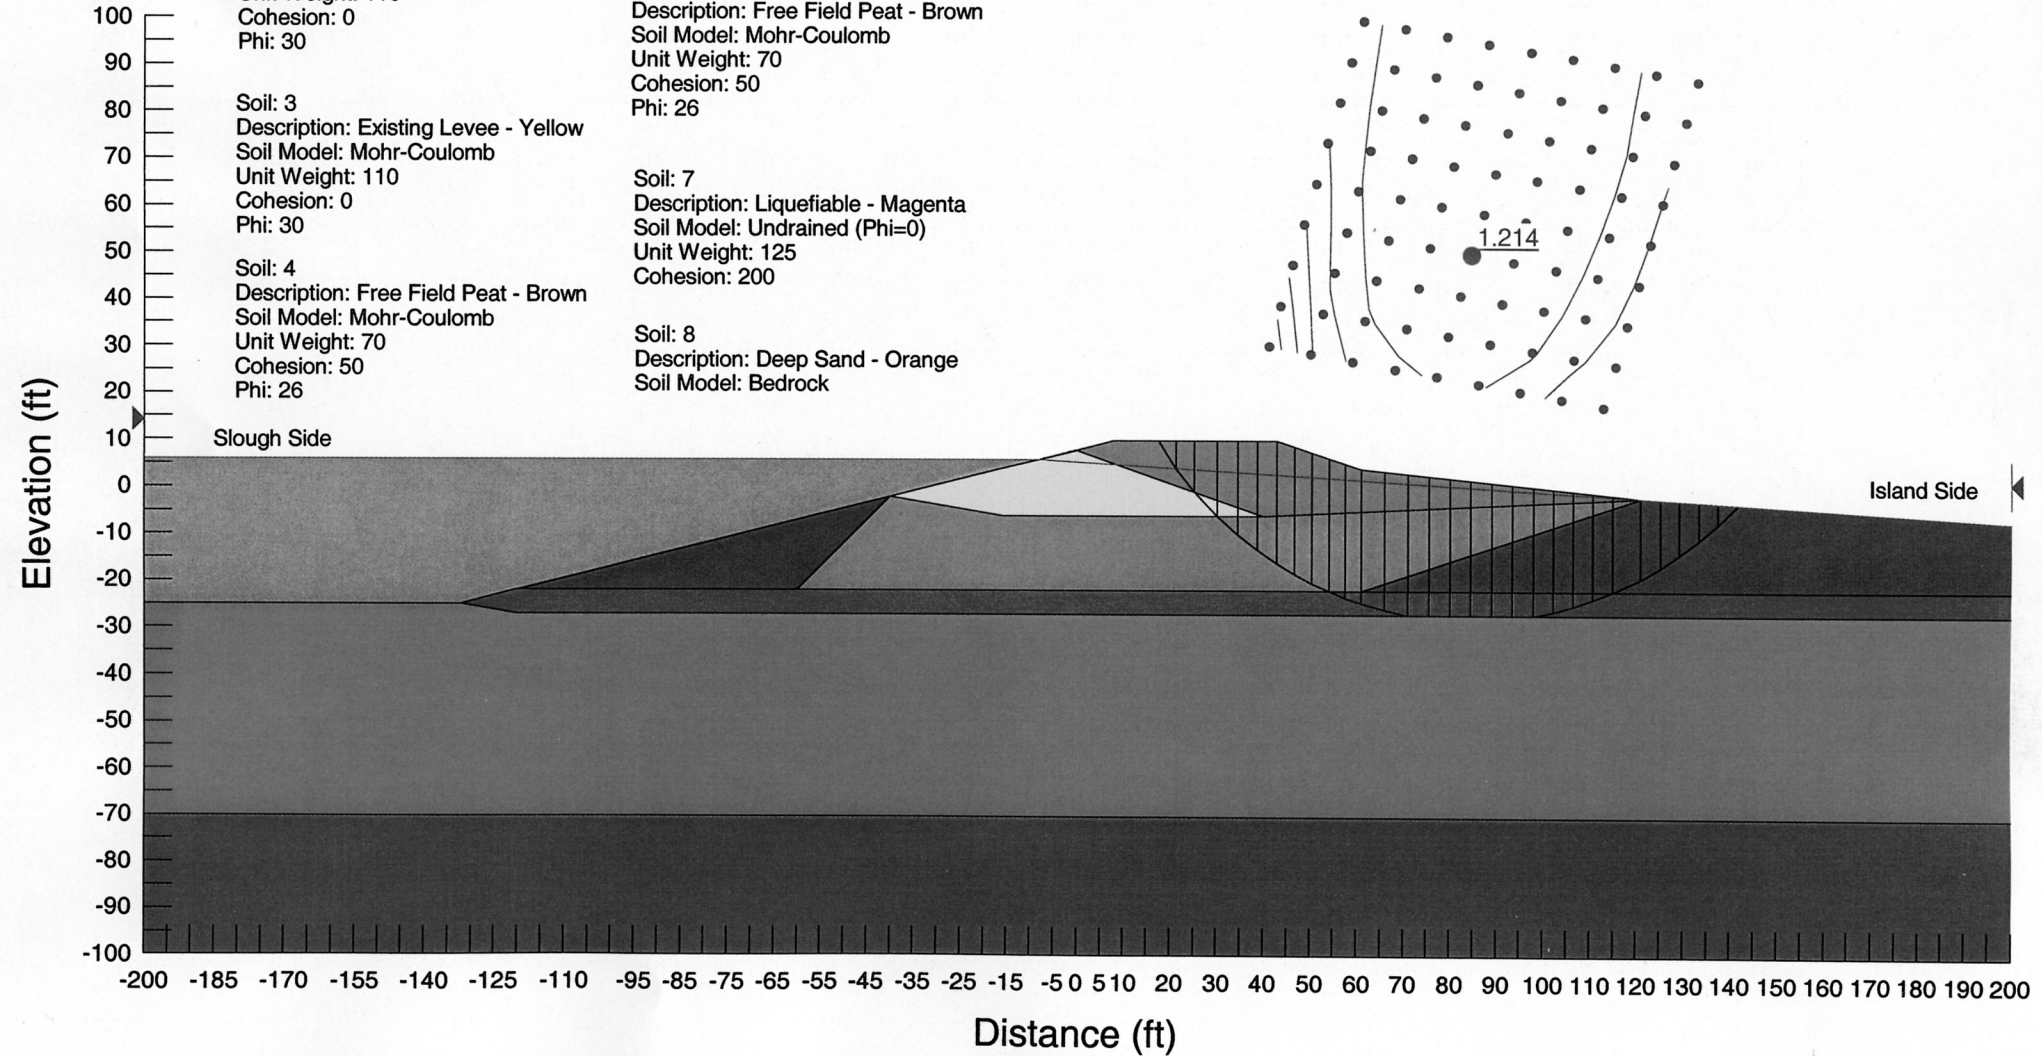 Cohesion: 0
Phi: 30
Soil: 3
Description: Existing Levee - Yellow
Soil Model: Mohr-Coulomb
Unit Weight: 110
Cohesion: 0
Phi: 30
Soil: 4
Description: Free Field Peat - Brown
Soil Model: Mohr-Coulomb
Unit Weight: 70
Cohesion: 50
Phi: 26
Description: Free Field Peat - Brown
Soil Model: Mohr-Coulomb
Unit Weight: 70
Cohesion: 50
Phi: 26
Soil: 7
Description: Liquefiable - Magenta
Soil Model: Undrained (Phi=0)
Unit Weight: 125
Cohesion: 200
Soil: 8
Description: Deep Sand - Orange
Soil Model: Bedrock
1.214
Slough Side
Island Side
Elevation (ft)
100
90
80
70
60
50
40
30
20
10
0
-10
-20
-30
-40
-50
-60
-70
-80
-90
-100
-200 -185 -170 -155 -140 -125 -110 -95 -85 -75 -65 -55 -45 -35 -25 -15 -5 0 5 10 20 30 40 50 60 70 80 90 100 110 120 130 140 150 160 170 180 190 200
Distance (ft)